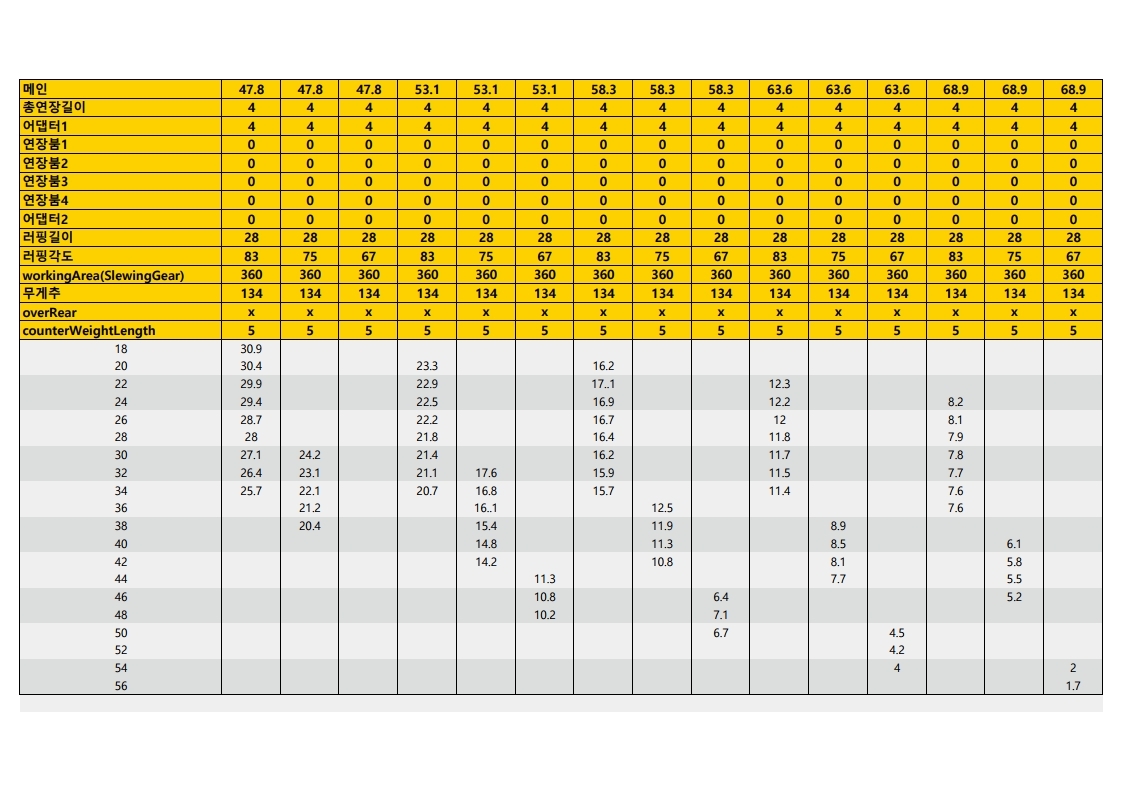 메인 47.8 47.8 47.8 53.1 53.1 53.1 58.3 58.3 58.3 63.6 63.6 63.6 68.9 68.9 68.9
총연장길이 4 4 4 4 4 4 4 4 4 4 4 4 4 4 4
어댑터1 4 4 4 4 4 4 4 4 4 4 4 4 4 4 4
연장붐1 0 0 0 0 0 0 0 0 0 0 0 0 0 0 0
연장붐2 0 0 0 0 0 0 0 0 0 0 0 0 0 0 0
연장붐3 0 0 0 0 0 0 0 0 0 0 0 0 0 0 0
연장붐4 0 0 0 0 0 0 0 0 0 0 0 0 0 0 0
어댑터2 0 0 0 0 0 0 0 0 0 0 0 0 0 0 0
러핑길이 28 28 28 28 28 28 28 28 28 28 28 28 28 28 28
러핑각도 83 75 67 83 75 67 83 75 67 83 75 67 83 75 67
workingArea(SlewingGear) 360 360 360 360 360 360 360 360 360 360 360 360 360 360 360
무게추 134 134 134 134 134 134 134 134 134 134 134 134 134 134 134
overRear x x x x x x x x x x x x x x x
counterWeightLength 5 5 5 5 5 5 5 5 5 5 5 5 5 5 5
18 30.9
20 30.4 23.3 16.2
22 29.9 22.9 17..1 12.3
24 29.4 22.5 16.9 12.2 8.2
26 28.7 22.2 16.7 12 8.1
28 28 21.8 16.4 11.8 7.9
30 27.1 24.2 21.4 16.2 11.7 7.8
32 26.4 23.1 21.1 17.6 15.9 11.5 7.7
34 25.7 22.1 20.7 16.8 15.7 11.4 7.6
36 21.2 16..1 12.5 7.6
38 20.4 15.4 11.9 8.9
40 14.8 11.3 8.5 6.1
42 14.2 10.8 8.1 5.8
44 11.3 7.7 5.5
46 10.8 6.4 5.2
48 10.2 7.1
50 6.7 4.5
52 4.2
54 4 2
56 1.7